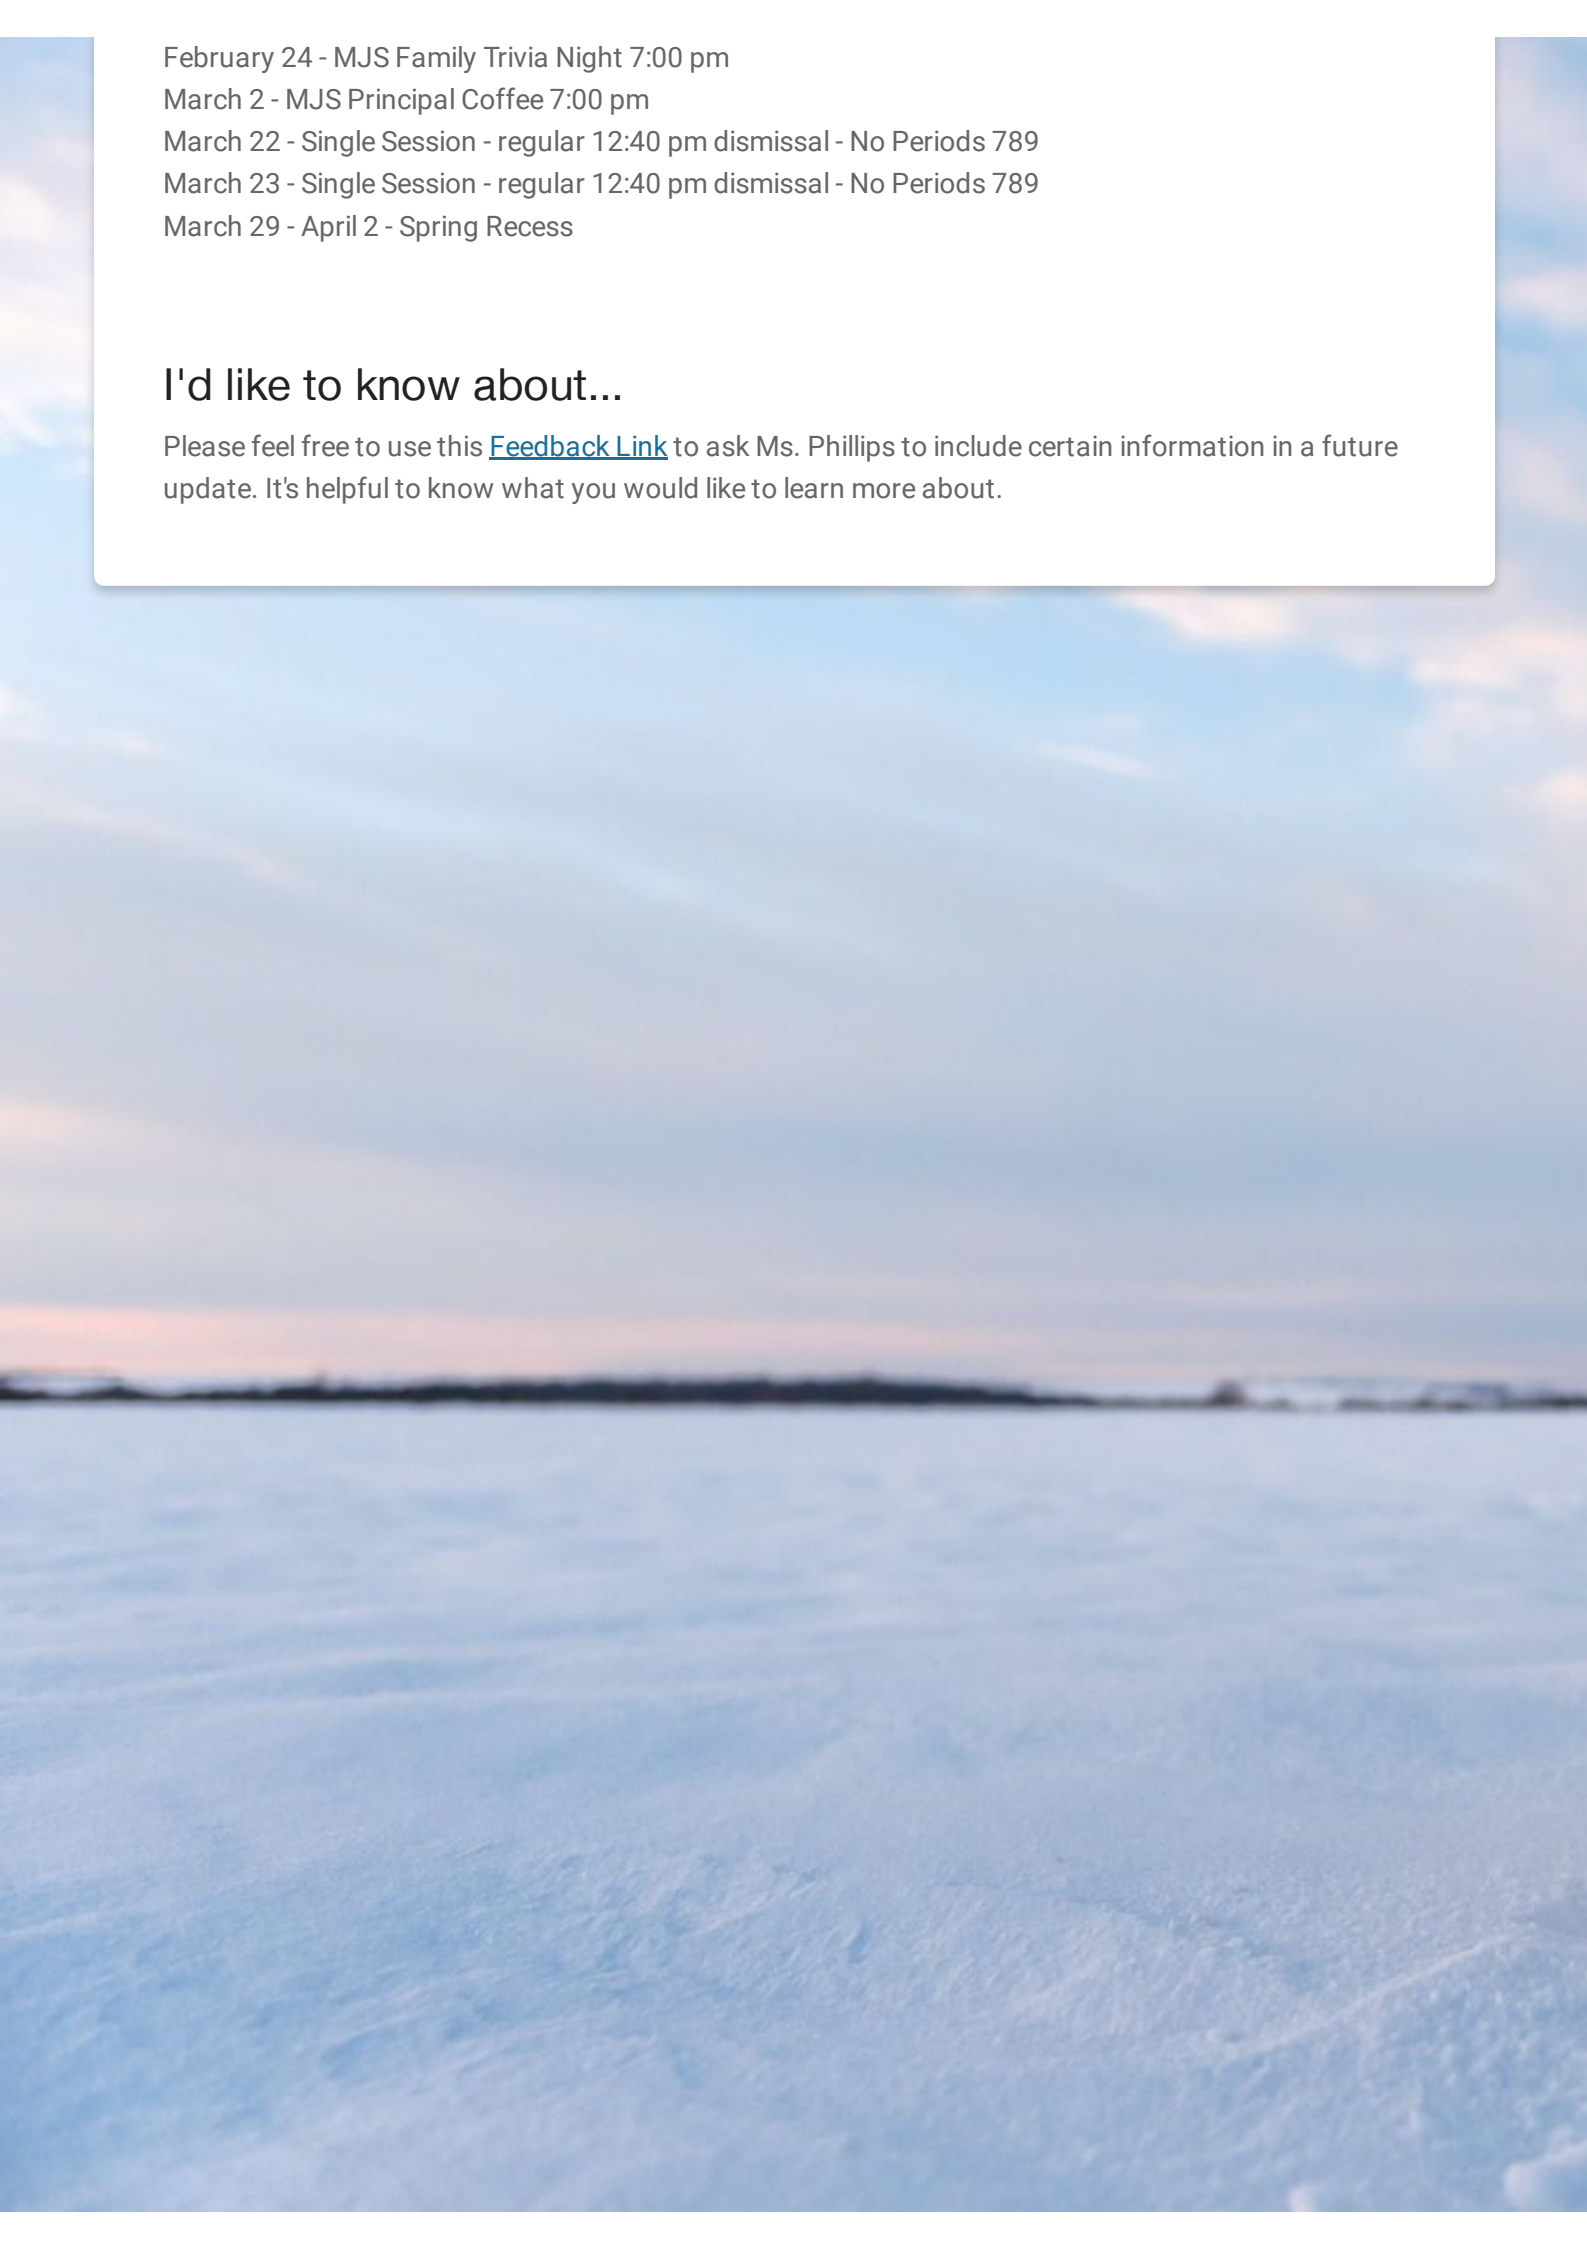 February 24 - MJS Family Trivia Night 7:00 pm
March 2 - MJS Principal Coffee 7:00 pm
March 22 - Single Session - regular 12:40 pm dismissal - No Periods 789
March 23 - Single Session - regular 12:40 pm dismissal - No Periods 789
March 29 - April 2 - Spring Recess
I'd like to know about...
Please feel free to use this Feedback Link to ask Ms. Phillips to include certain information in a future
update. It's helpful to know what you would like to learn more about.